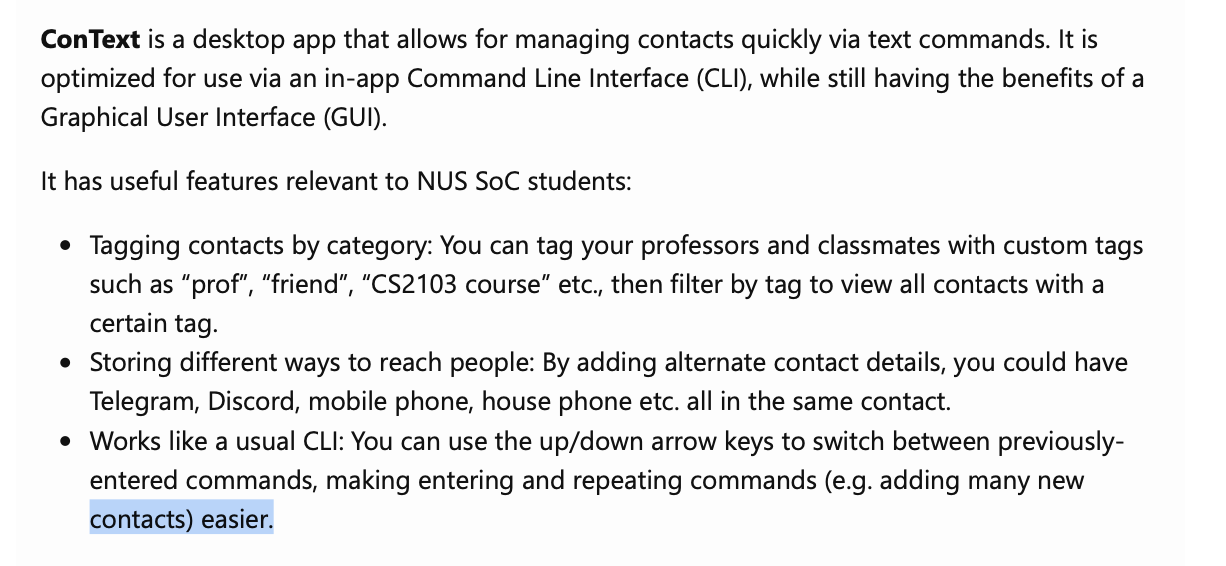 ConText is a desktop app that allows for managing contacts quickly via text commands. It is
optimized for use via an in-app Command Line Interface (CLI), while still having the benefits of a
Graphical User Interface (GUI).
It has useful features relevant to NUS SoC students:
• Tagging contacts by category: You can tag your professors and classmates with custom tags
such as “prof”, “friend”, “CS2103 course” etc., then filter by tag to view all contacts with a
certain tag.
• Storing different ways to reach people: By adding alternate contact details, you could have
Telegram, Discord, mobile phone, house phone etc. all in the same contact.
• Works like a usual CLI: You can use the up/down arrow keys to switch between previously-
entered commands, making entering and repeating commands (e.g. adding many new
contacts) easier.